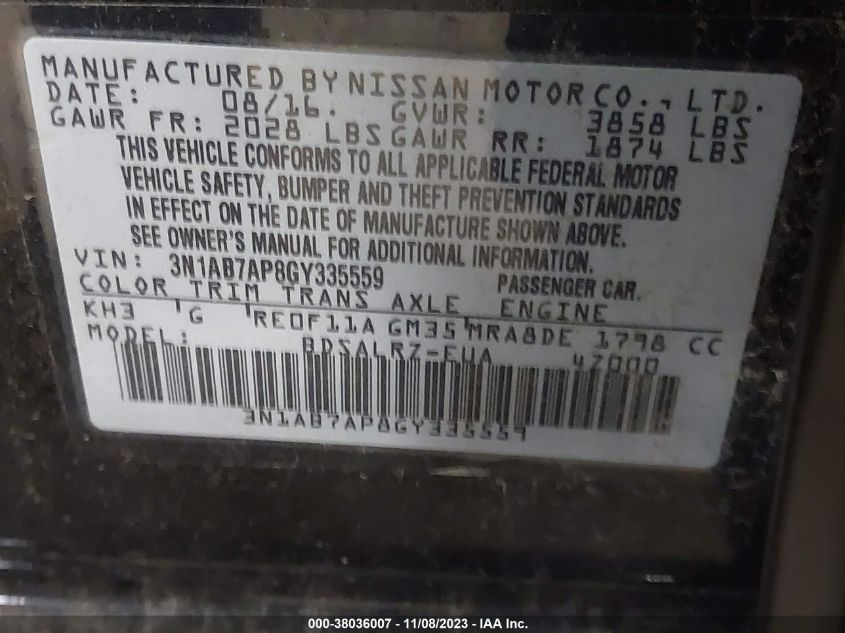 MANUFACTURED BY NISSAN MOTOR CO., LTD.
DATE: 08/16. GVWR: 3858 LBS
GAWR FR: 2028 LBS GAWR RR: 1874 LBS
THIS VEHICLE CONFORMS TO ALL APPLICABLE FEDERAL MOTOR
VEHICLE SAFETY, BUMPER AND THEFT PREVENTION STANDARDS
IN EFFECT ON THE DATE OF MANUFACTURE SHOWN ABOVE.
SEE OWNER'S MANUAL FOR ADDITIONAL INFORMATION.
VIN: 3N1AB7AP8GY335559 PASSENGER CAR.
COLOR TRIM TRANS AXLE ENGINE
KH3 G RE0F11A GM35 MRA8DE 1798 CC
MODEL: BDSALRZ-EUA 4Z000
3N1AB7AP8GY335559
000-38036007 - 11/08/2023 - IAA Inc.